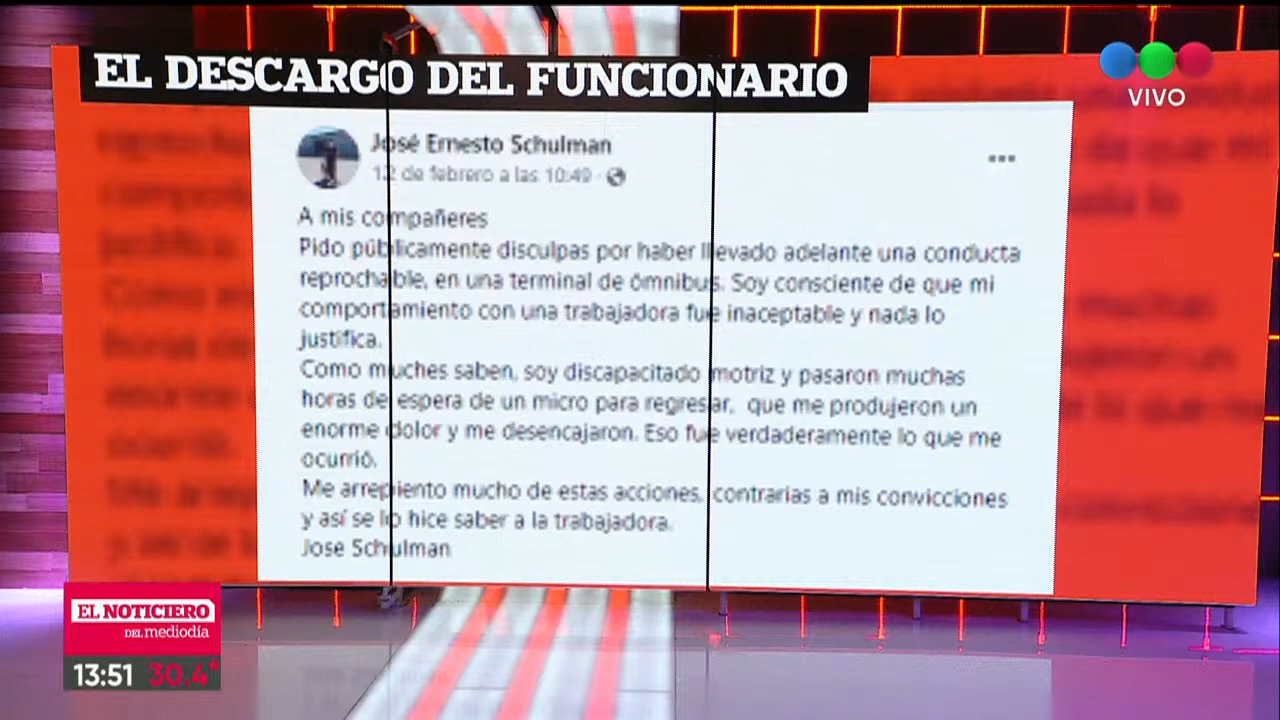 EL DESCARGO DEL FUNCIONARIO
VIVO
José Ernesto Schulman
12 de febrero a las 10:49
A mis compañeres
Pido públicamente disculpas por haber llevado adelante una conducta
reprochable, en una terminal de ómnibus. Soy consciente de que mi
comportamiento con una trabajadora fue inaceptable y nada lo
justifica.
Como muches saben, soy discapacitado motriz y pasaron muchas
horas de espera de un micro para regresar, que me produjeron un
enorme dolor y me desencajaron. Eso fue verdaderamente lo que me
ocurrió.
Me arrepiento mucho de estas acciones, contrarias a mis convicciones
y así se lo hice saber a la trabajadora.
Jose Schulman
EL NOTICIERO
DEL mediodía
13:51 30.4°